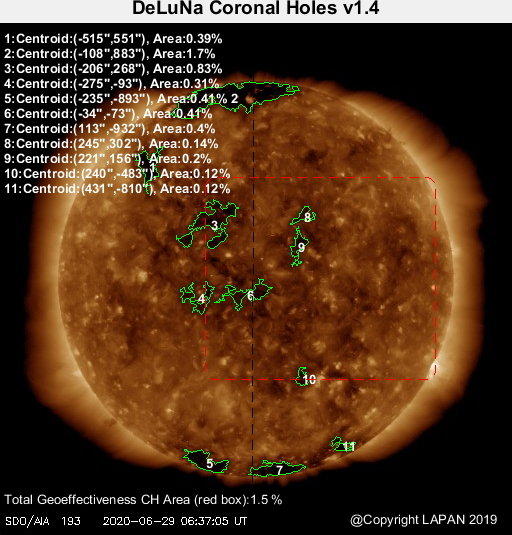 DeLuNa Coronal Holes v1.4
1:Centroid:(-515",551"), Area:0.39%
2:Centroid:(-108",883"), Area:1.7%
3:Centroid:(-206",268"), Area:0.83%
4:Centroid:(-275",-93"), Area:0.31%
5:Centroid:(-235",-893"), Area:0.41% 2
6:Centroid:(-34",-73"), Area:0.41%
7:Centroid:(113",-932"), Area:0.4%
8:Centroid:(245",302"), Area:0.14%
9:Centroid:(221",156"), Area:0.2%
10:Centroid:(240",-483"), Area:0.12%
11:Centroid:(431",-810"), Area:0.12%
1
3
8
9
4
6
10
11
5
7
Total Geoeffectiveness CH Area (red box):1.5 %
SDO/AIA 193 2020-06-29 06:37:05 UT
@Copyright LAPAN 2019